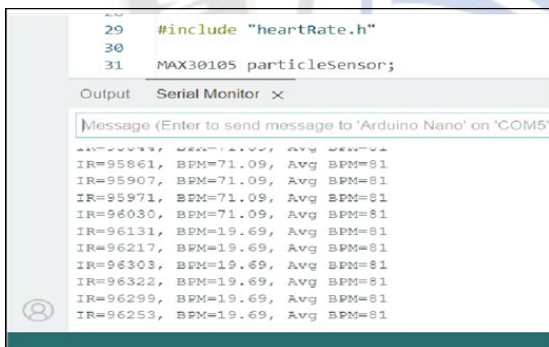 29 #include "heartRate.h"
30
31 MAX30105 particleSensor;
Output Serial Monitor ×
Message (Enter to send message to 'Arduino Nano' on 'COM5'
IR=95861, BPM=71.09, Avg BPM=81
IR=95907, BPM=71.09, Avg BPM=81
IR=95971, BPM=71.09, Avg BPM=81
IR=96030, BPM=71.09, Avg BPM=81
IR=96131, BPM=19.69, Avg BPM=81
IR=96217, BPM=19.69, Avg BPM=81
IR=96303, BPM=19.69, Avg BPM=81
IR=96322, BPM=19.69, Avg BPM=81
IR=96299, BPM=19.69, Avg BPM=81
IR=96253, BPM=19.69, Avg BPM=81